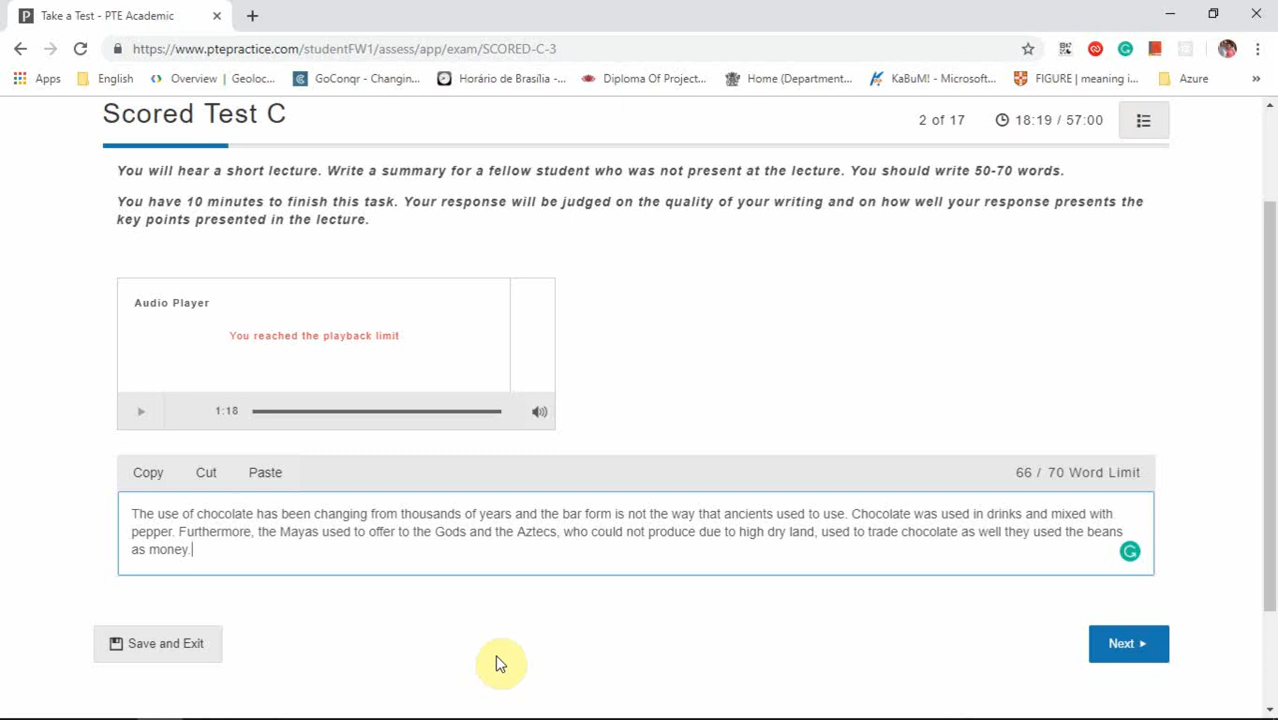 Take a Test - PTE Academic
https://www.ptepractice.com/studentFW1/assess/app/exam/SCORED-C-3
Apps English Overview | Geoloc... GoConqr - Changin... Horário de Brasília -... Diploma Of Project... Home (Department... KaBuM! - Microsoft... FIGURE | meaning i... Azure
Scored Test C
2 of 17 18:19 / 57:00
You will hear a short lecture. Write a summary for a fellow student who was not present at the lecture. You should write 50-70 words.
You have 10 minutes to finish this task. Your response will be judged on the quality of your writing and on how well your response presents the
key points presented in the lecture.
Audio Player
You reached the playback limit
1:18
Copy Cut Paste 66 / 70 Word Limit
The use of chocolate has been changing from thousands of years and the bar form is not the way that ancients used to use. Chocolate was used in drinks and mixed with
pepper. Furthermore, the Mayas used to offer to the Gods and the Aztecs, who could not produce due to high dry land, used to trade chocolate as well they used the beans
as money.
Save and Exit Next